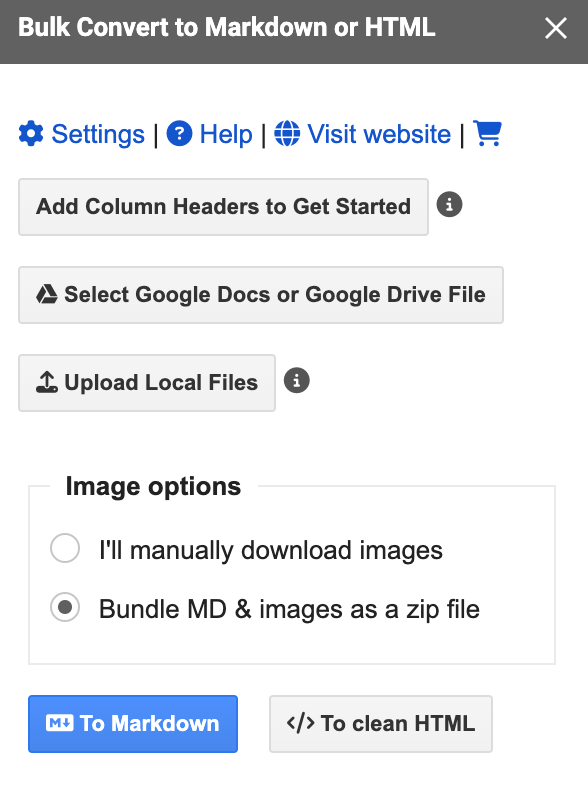 Bulk Convert to Markdown or HTML
Settings | Help | Visit website |
Add Column Headers to Get Started
Select Google Docs or Google Drive File
Upload Local Files
Image options
I'll manually download images
Bundle MD & images as a zip file
To Markdown
</> To clean HTML